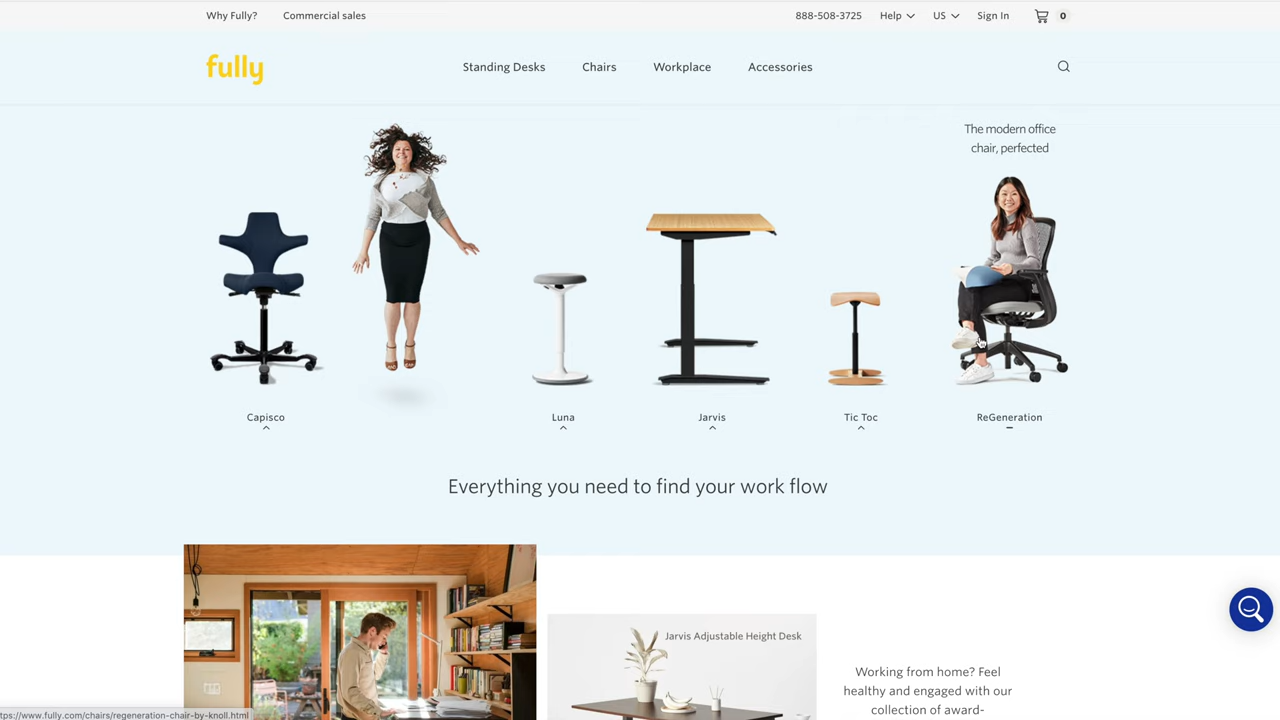 Why Fully?
Commercial sales
888-508-3725
Help
US
Sign In
0
fully
Standing Desks
Chairs
Workplace
Accessories
The modern office
chair, perfected
Capisco
Luna
Jarvis
Tic Toc
ReGeneration
Everything you need to find your work flow
Jarvis Adjustable Height Desk
Working from home? Feel
healthy and engaged with our
collection of award-
tps://www.fully.com/chairs/regeneration-chair-by-knoll.html